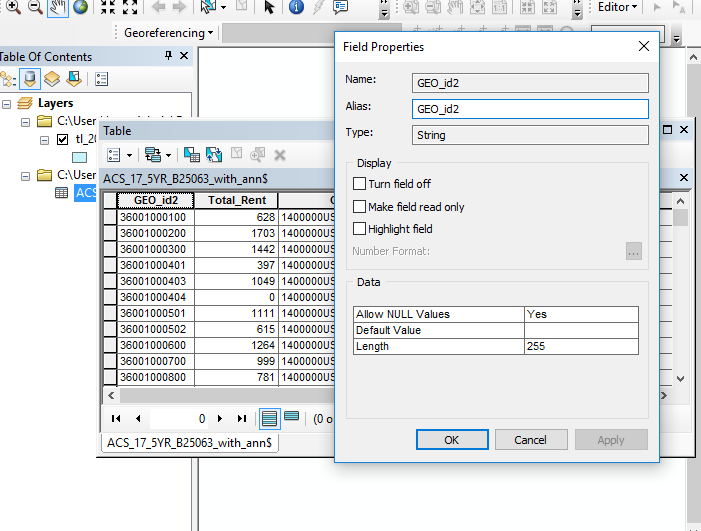 Editor
Georeferencing
Table Of Contents
Layers
C:\User
tl_20
C:\User
ACS
Table
ACS_17_5YR_B25063_with_ann$
GEO_id2 Total_Rent
36001000100 628 1400000US
36001000200 1703 1400000US
36001000300 1442 1400000US
36001000401 397 1400000US
36001000403 1049 1400000US
36001000404 0 1400000US
36001000501 1111 1400000US
36001000502 615 1400000US
36001000600 1264 1400000US
36001000700 999 1400000US
36001000800 781 1400000US
0 (0 o
ACS_17_5YR_B25063_with_ann$
Field Properties
Name: GEO_id2
Alias: GEO_id2
Type: String
Display
Turn field off
Make field read only
Highlight field
Number Format: ...
Data
Allow NULL Values Yes
Default Value
Length 255
OK Cancel Apply